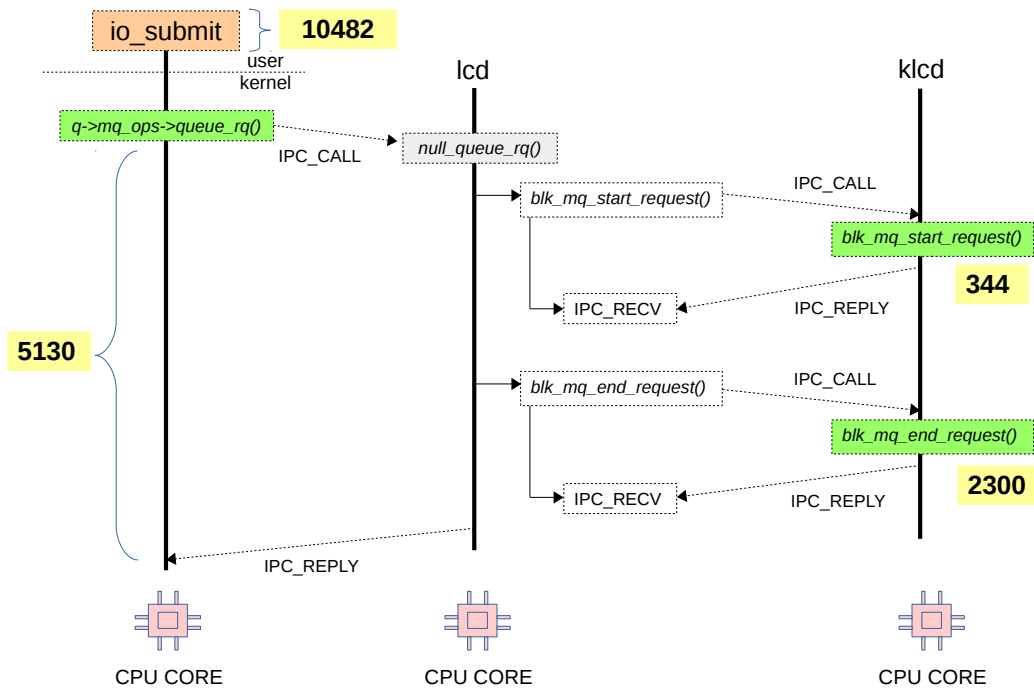 io_submit
10482
user
kernel
lcd
klcd
q->mq_ops->queue_rq()
IPC_CALL
null_queue_rq()
blk_mq_start_request()
IPC_CALL
blk_mq_start_request()
344
IPC_RECV
IPC_REPLY
5130
blk_mq_end_request()
IPC_CALL
blk_mq_end_request()
2300
IPC_RECV
IPC_REPLY
IPC_REPLY
CPU CORE
CPU CORE
CPU CORE